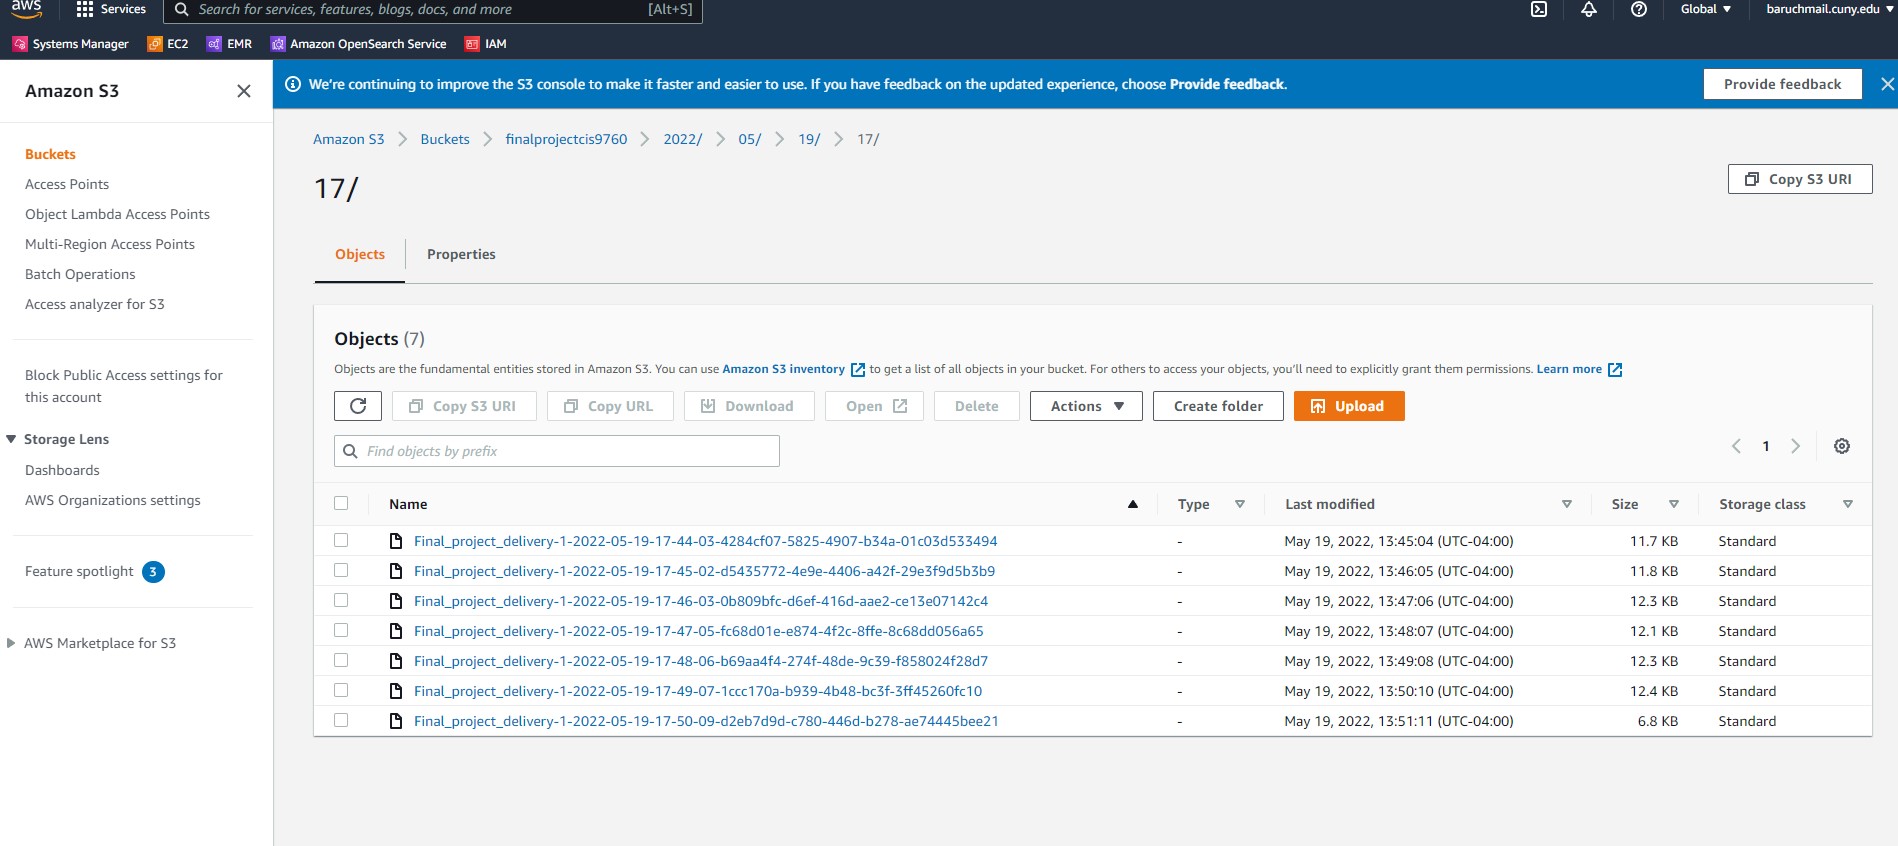 aws Services Search for services, features, blogs, docs, and more [Alt+S] Global baruchmail.cuny.edu
Systems Manager EC2 EMR Amazon OpenSearch Service IAM
Amazon S3
Buckets
Access Points
Object Lambda Access Points
Multi-Region Access Points
Batch Operations
Access analyzer for S3
Block Public Access settings for
this account
Storage Lens
Dashboards
AWS Organizations settings
Feature spotlight 3
AWS Marketplace for S3
We're continuing to improve the S3 console to make it faster and easier to use. If you have feedback on the updated experience, choose Provide feedback. Provide feedback
Amazon S3 Buckets finalprojectcis9760 2022/ 05/ 19/ 17/
17/ Copy S3 URI
Objects Properties
Objects (7)
Objects are the fundamental entities stored in Amazon S3. You can use Amazon S3 inventory to get a list of all objects in your bucket. For others to access your objects, you'll need to explicitly grant them permissions. Learn more
Copy S3 URI Copy URL Download Open Delete Actions Create folder Upload
Find objects by prefix 1
Name Type Last modified Size Storage class
Final_project_delivery-1-2022-05-19-17-44-03-4284cf07-5825-4907-b34a-01c03d533494 - May 19, 2022, 13:45:04 (UTC-04:00) 11.7 KB Standard
Final_project_delivery-1-2022-05-19-17-45-02-d5435772-4e9e-4406-a42f-29e3f9d5b3b9 - May 19, 2022, 13:46:05 (UTC-04:00) 11.8 KB Standard
Final_project_delivery-1-2022-05-19-17-46-03-0b809bfc-d6ef-416d-aae2-ce13e07142c4 - May 19, 2022, 13:47:06 (UTC-04:00) 12.3 KB Standard
Final_project_delivery-1-2022-05-19-17-47-05-fc68d01e-e874-4f2c-8ffe-8c68dd056a65 - May 19, 2022, 13:48:07 (UTC-04:00) 12.1 KB Standard
Final_project_delivery-1-2022-05-19-17-48-06-b69aa4f4-274f-48de-9c39-f858024f28d7 - May 19, 2022, 13:49:08 (UTC-04:00) 12.3 KB Standard
Final_project_delivery-1-2022-05-19-17-49-07-1ccc170a-b939-4b48-bc3f-3ff45260fc10 - May 19, 2022, 13:50:10 (UTC-04:00) 12.4 KB Standard
Final_project_delivery-1-2022-05-19-17-50-09-d2eb7d9d-c780-446d-b278-ae74445bee21 - May 19, 2022, 13:51:11 (UTC-04:00) 6.8 KB Standard